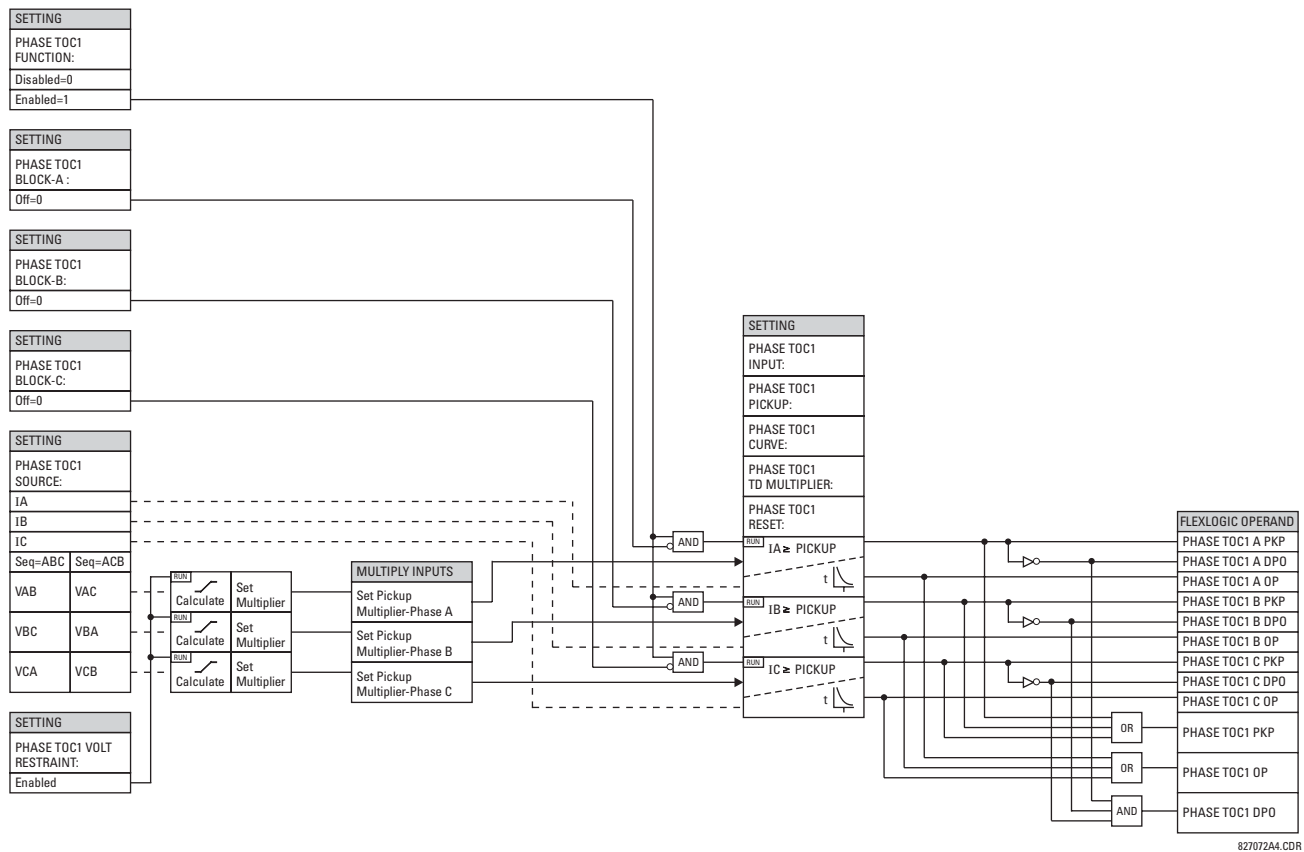 SETTING
PHASE TOC1
FUNCTION:
Disabled=0
Enabled=1
SETTING
PHASE TOC1
BLOCK-A :
Off=0
SETTING
PHASE TOC1
BLOCK-B:
Off=0
SETTING
PHASE TOC1
BLOCK-C:
Off=0
SETTING
PHASE TOC1
SOURCE:
IA
IB
IC
Seq=ABC Seq=ACB
VAB VAC
VBC VBA
VCA VCB
SETTING
PHASE TOC1 VOLT
RESTRAINT:
Enabled
RUN
Calculate
Set
Multiplier
RUN
Calculate
Set
Multiplier
RUN
Calculate
Set
Multiplier
MULTIPLY INPUTS
Set Pickup
Multiplier-Phase A
Set Pickup
Multiplier-Phase B
Set Pickup
Multiplier-Phase C
AND
AND
AND
SETTING
PHASE TOC1
INPUT:
PHASE TOC1
PICKUP:
PHASE TOC1
CURVE:
PHASE TOC1
TD MULTIPLIER:
PHASE TOC1
RESET:
RUN IA ≥ PICKUP
t
RUN IB ≥ PICKUP
t
RUN IC ≥ PICKUP
t
OR
OR
AND
FLEXLOGIC OPERAND
PHASE TOC1 A PKP
PHASE TOC1 A DPO
PHASE TOC1 A OP
PHASE TOC1 B PKP
PHASE TOC1 B DPO
PHASE TOC1 B OP
PHASE TOC1 C PKP
PHASE TOC1 C DPO
PHASE TOC1 C OP
PHASE TOC1 PKP
PHASE TOC1 OP
PHASE TOC1 DPO
827072A4.CDR